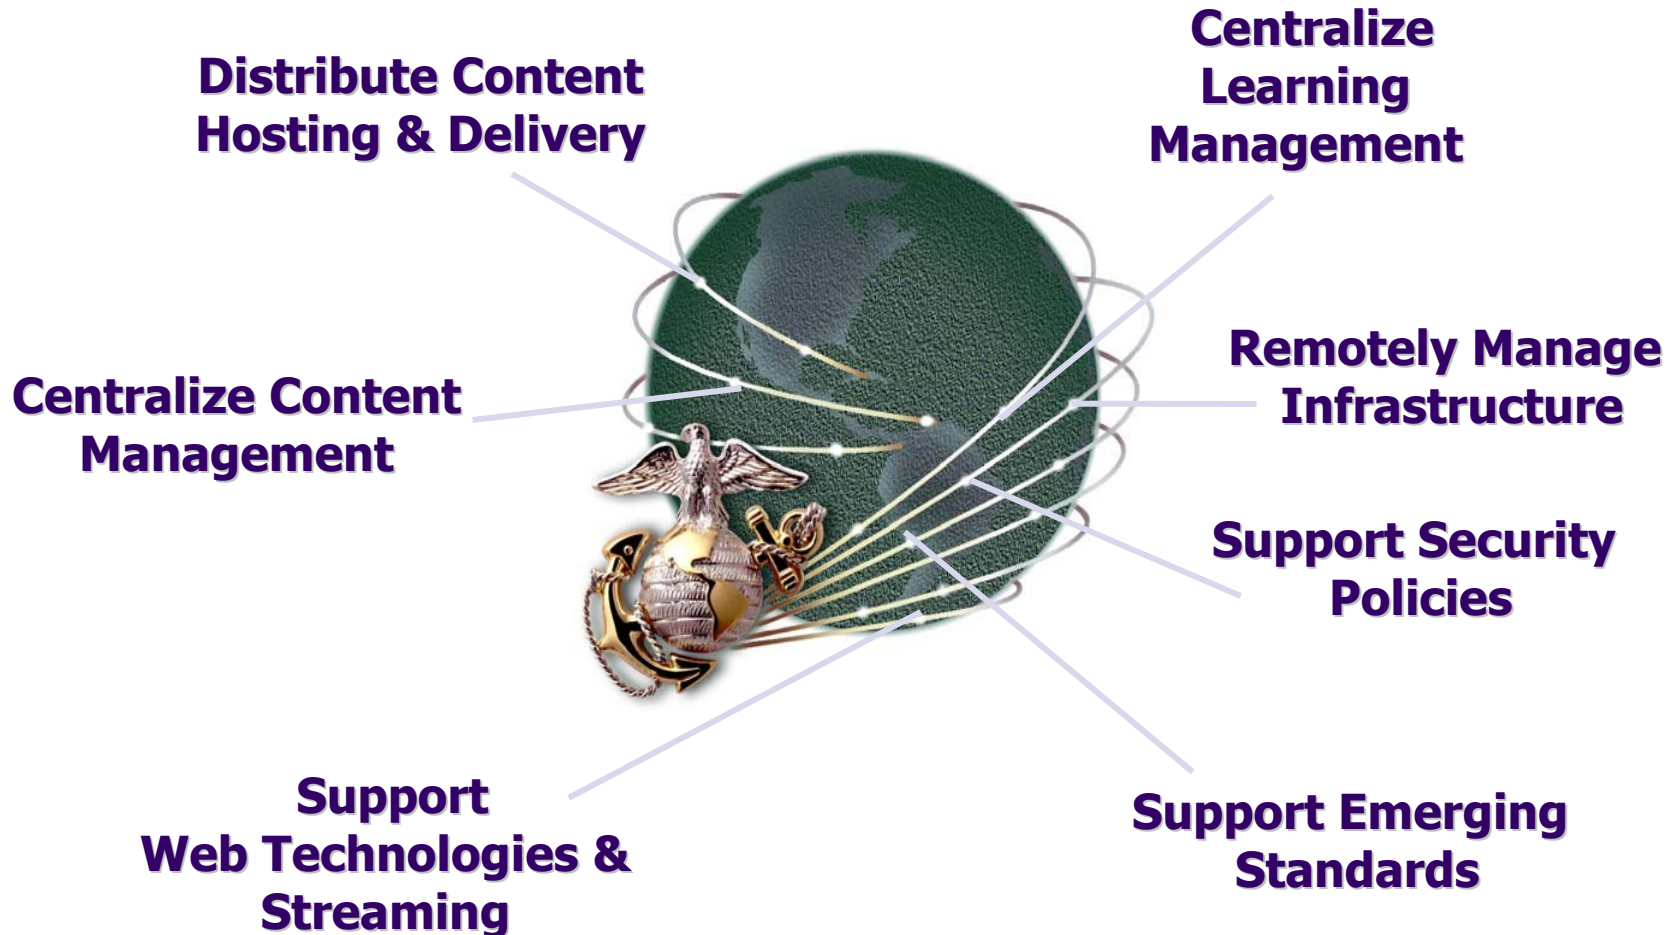 Distribute Content
Hosting & Delivery
Centralize
Learning
Management
Centralize Content
Management
Remotely Manage
Infrastructure
Support Security
Policies
Support
Web Technologies &
Streaming
Support Emerging
Standards